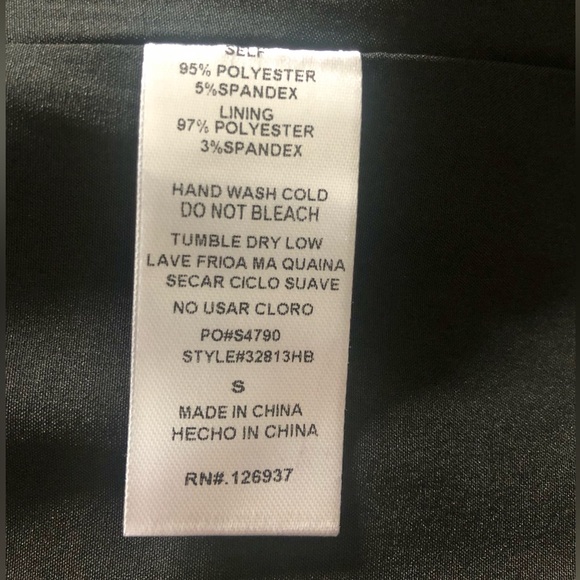 SELF
95% POLYESTER
5%SPANDEX
LINING
97% POLYESTER
3%SPANDEX
HAND WASH COLD
DO NOT BLEACH
TUMBLE DRY LOW
LAVE FRIOA MA QUAINA
SECAR CICLO SUAVE
NO USAR CLORO
PO#S4790
STYLE#32813HB
S
MADE IN CHINA
HECHO IN CHINA
RN#.126937